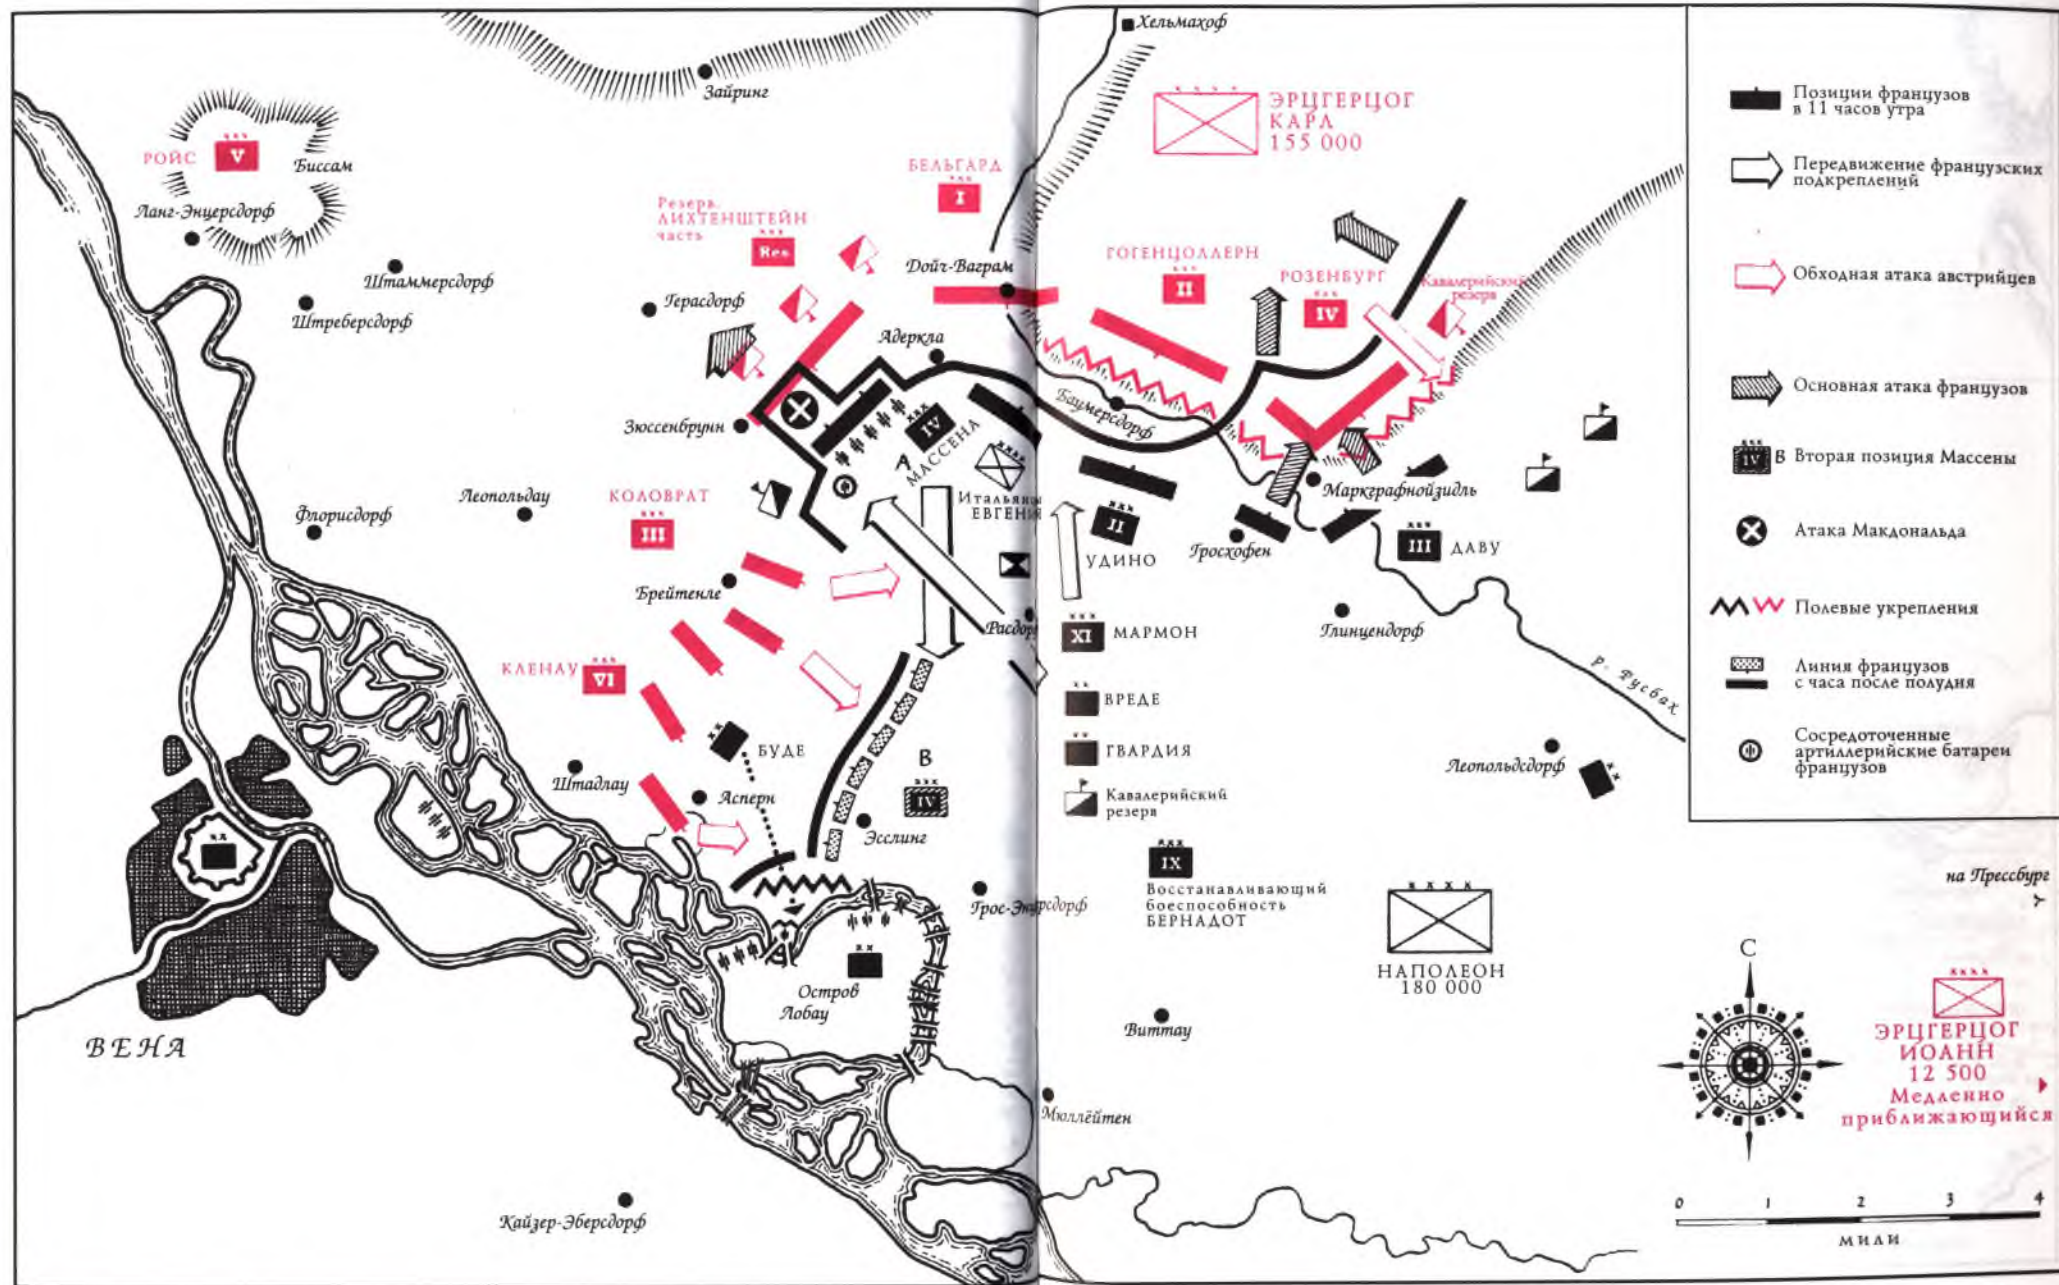 Хельмахоф
Зайринг
РОЙС
V
Биссам
Ланг-Энцерсдорф
Штаммерсдорф
Штреберсдорф
ЭРЦГЕРЦОГ
КАРЛ
155 000
БЕЛЬГАРД
I
Резерв.
ЛИХТЕНШТЕЙН
часть
Res
Дойч-Ваграм
ГОГЕНЦОЛЛЕРН
II
РОЗЕНБУРГ
IV
Кавалерийский
резерв
Герасдорф
Адеркла
Зюссенбрунн
Баумерсдорф
IV
МАССЕНА
А
Итальянц
ЕВГЕНИ
Леопольдау
Флорисдорф
КОЛОВРАТ
III
Брейтенле
II
УДИНО
Гросхофен
Маркграфнойзидль
III
ДАВУ
Расдор
Глинцендорф
р. Русбах
XI
МАРМОН
ВРЕДЕ
ГВАРДИЯ
Кавалерийский
резерв
КЛЕНАУ
VI
БУДЕ
Штадлау
Асперн
В
IV
Эсслинг
Леопольдсдорф
IX
Восстанавливающий
боеспособность
БЕРНАДОТ
Грос-Энцерсдорф
НАПОЛЕОН
180 000
Остров
Лобау
ВЕНА
Виттау
Мюллёйтен
Кайзер-Эберсдорф
Позиции французов
в 11 часов утра
Передвижение французских
подкреплений
Обходная атака австрийцев
Основная атака французов
IV
В
Вторая позиция Массены
Атака Макдональда
Полевые укрепления
Линия французов
с часа после полудня
Сосредоточенные
артиллерийские батареи
французов
на Прессбург
С
ЭРЦГЕРЦОГ
ИОАНН
12 500
Медленно
приближающийся
0 1 2 3 4
МИЛИ